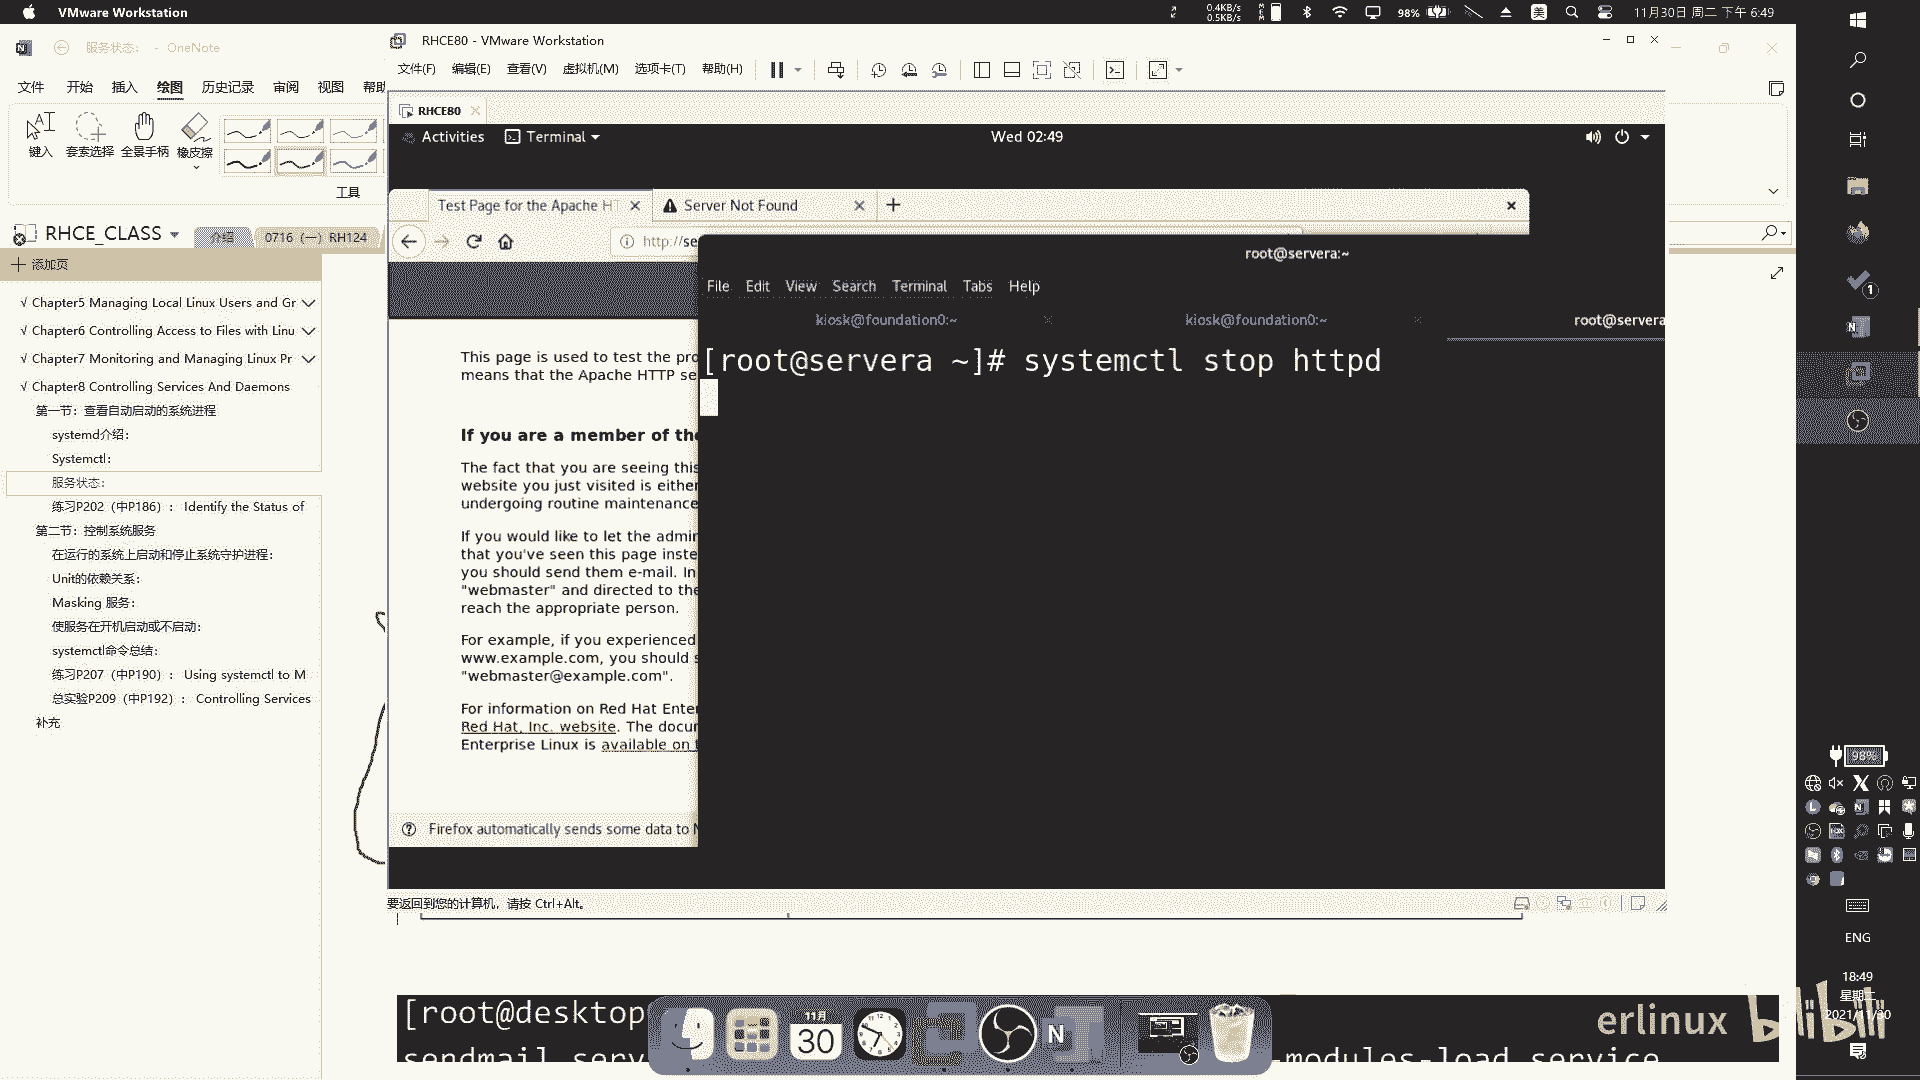 VMware Workstation
0.4KB/s
0.5KB/s
98%
美
11月30日 周二 下午 6:49
服务状态: - OneNote
文件 开始 插入 绘图 历史记录 审阅 视图 帮助
键入 套索选择 全景手柄 橡皮擦
工具
RHCE_CLASS
介绍
0716 (一) RH124
添加页
√ Chapter5 Managing Local Linux Users and Gr
√ Chapter6 Controlling Access to Files with Linu
√ Chapter7 Monitoring and Managing Linux Pr
√ Chapter8 Controlling Services And Daemons
第一节: 查看自动启动的系统进程
systemd介绍:
Systemctl:
服务状态:
练习P202（中P186）: Identify the Status of
第二节: 控制系统服务
在运行的系统上启动和停止系统守护进程:
Unit的依赖关系:
Masking 服务:
使服务在开机启动或不启动:
systemctl命令总结:
练习P207（中P190）: Using systemctl to M
总实验P209（中P192）: Controlling Services
补充
RHCE80 - VMware Workstation
文件(F) 编辑(E) 查看(V) 虚拟机(M) 选项卡(T) 帮助(H)
RHCE80
Activities Terminal
Wed 02:49
Test Page for the Apache HT
Server Not Found
http://se
This page is used to test the pro
means that the Apache HTTP se
If you are a member of the
The fact that you are seeing this
website you just visited is either
undergoing routine maintenance
If you would like to let the admin
that you've seen this page inste
you should send them e-mail. In
"webmaster" and directed to the
reach the appropriate person.
For example, if you experienced
www.example.com, you should s
"webmaster@example.com".
For information on Red Hat Enter
Red Hat, Inc. website. The docu
Enterprise Linux is available on t
Firefox automatically sends some data to M
root@servera:~
File Edit View Search Terminal Tabs Help
kiosk@foundation0:~
kiosk@foundation0:~
root@servera
[root@servera ~]# systemctl stop httpd
要返回到您的计算机，请按 Ctrl+Alt。
[root@desktop
sendmail.serv
-modules-load.service
11月
30
N
erlinux
bilibili
1
98%
ENG
18:49
星期二
2021/11/30